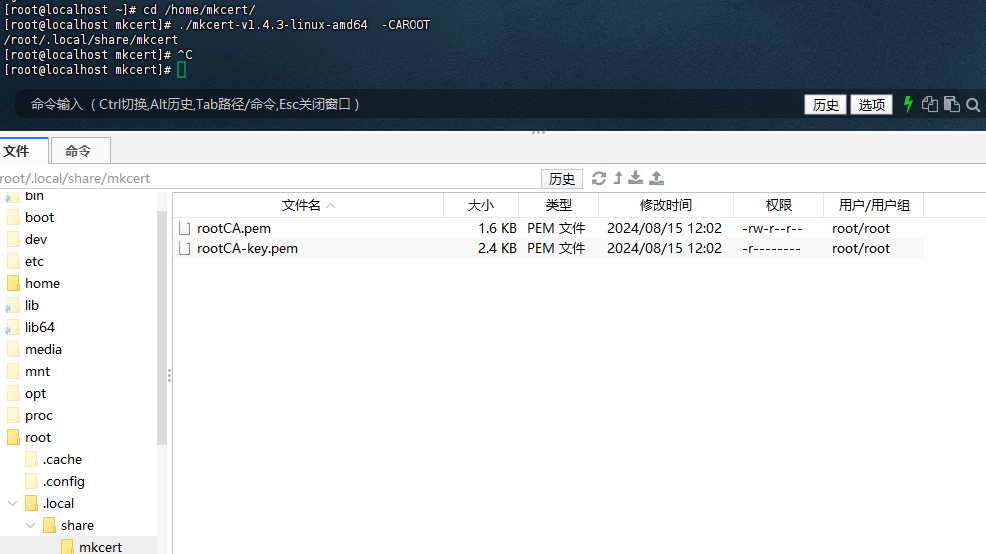 [root@localhost ~]# cd /home/mkcert/
[root@localhost mkcert]# ./mkcert-v1.4.3-linux-amd64  -CAROOT
/root/.local/share/mkcert
[root@localhost mkcert]# ^C
[root@localhost mkcert]#
命令输入 （Ctrl切换,Alt历史,Tab路径/命令,Esc关闭窗口） 历史 选项
文件 命令
root/.local/share/mkcert 历史
文件名 大小 类型 修改时间 权限 用户/用户组
rootCA.pem 1.6 KB PEM 文件 2024/08/15 12:02 -rw-r--r-- root/root
rootCA-key.pem 2.4 KB PEM 文件 2024/08/15 12:02 -r-------- root/root
bin
boot
dev
etc
home
lib
lib64
media
mnt
opt
proc
root
.cache
.config
.local
share
mkcert